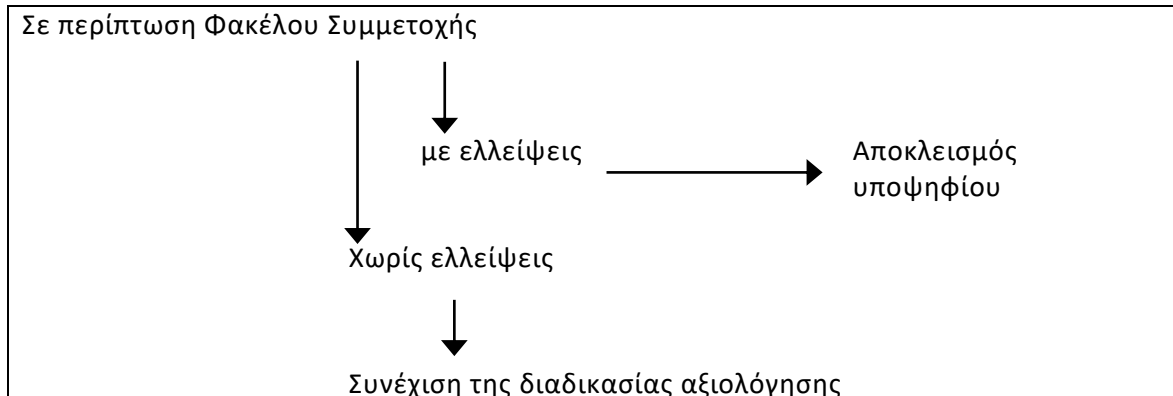 Σε περίπτωση Φακέλου Συμμετοχής
με ελλείψεις
Αποκλεισμός
υποψηφίου
Χωρίς ελλείψεις
Συνέχιση της διαδικασίας αξιολόγησης